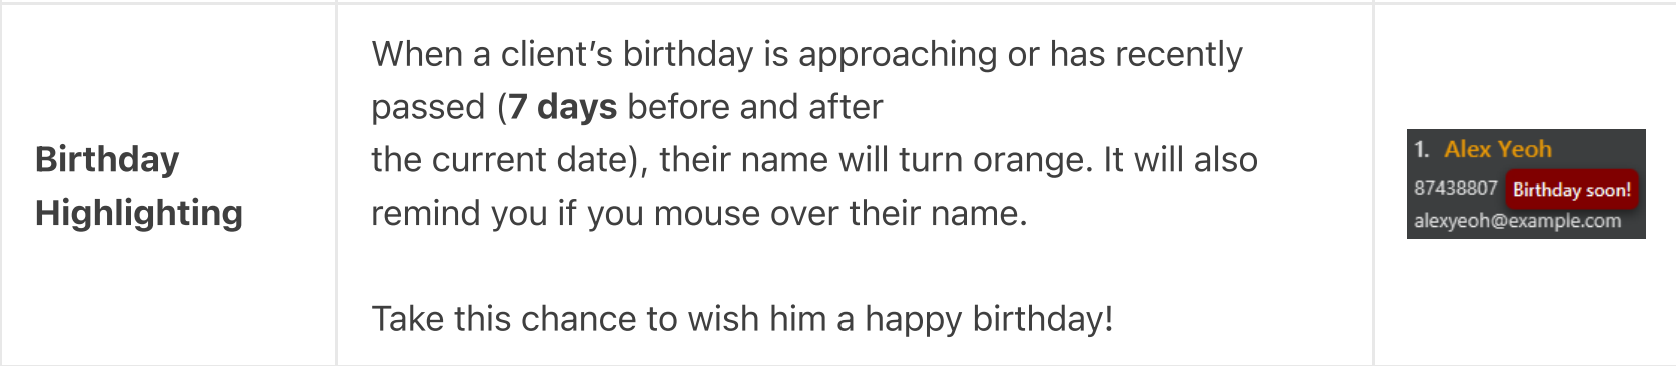 Birthday
Highlighting
When a client’s birthday is approaching or has recently
passed (7 days before and after
the current date), their name will turn orange. It will also
remind you if you mouse over their name.
Take this chance to wish him a happy birthday!
1. Alex Yeoh
87438807 Birthday soon!
alexyeoh@example.com